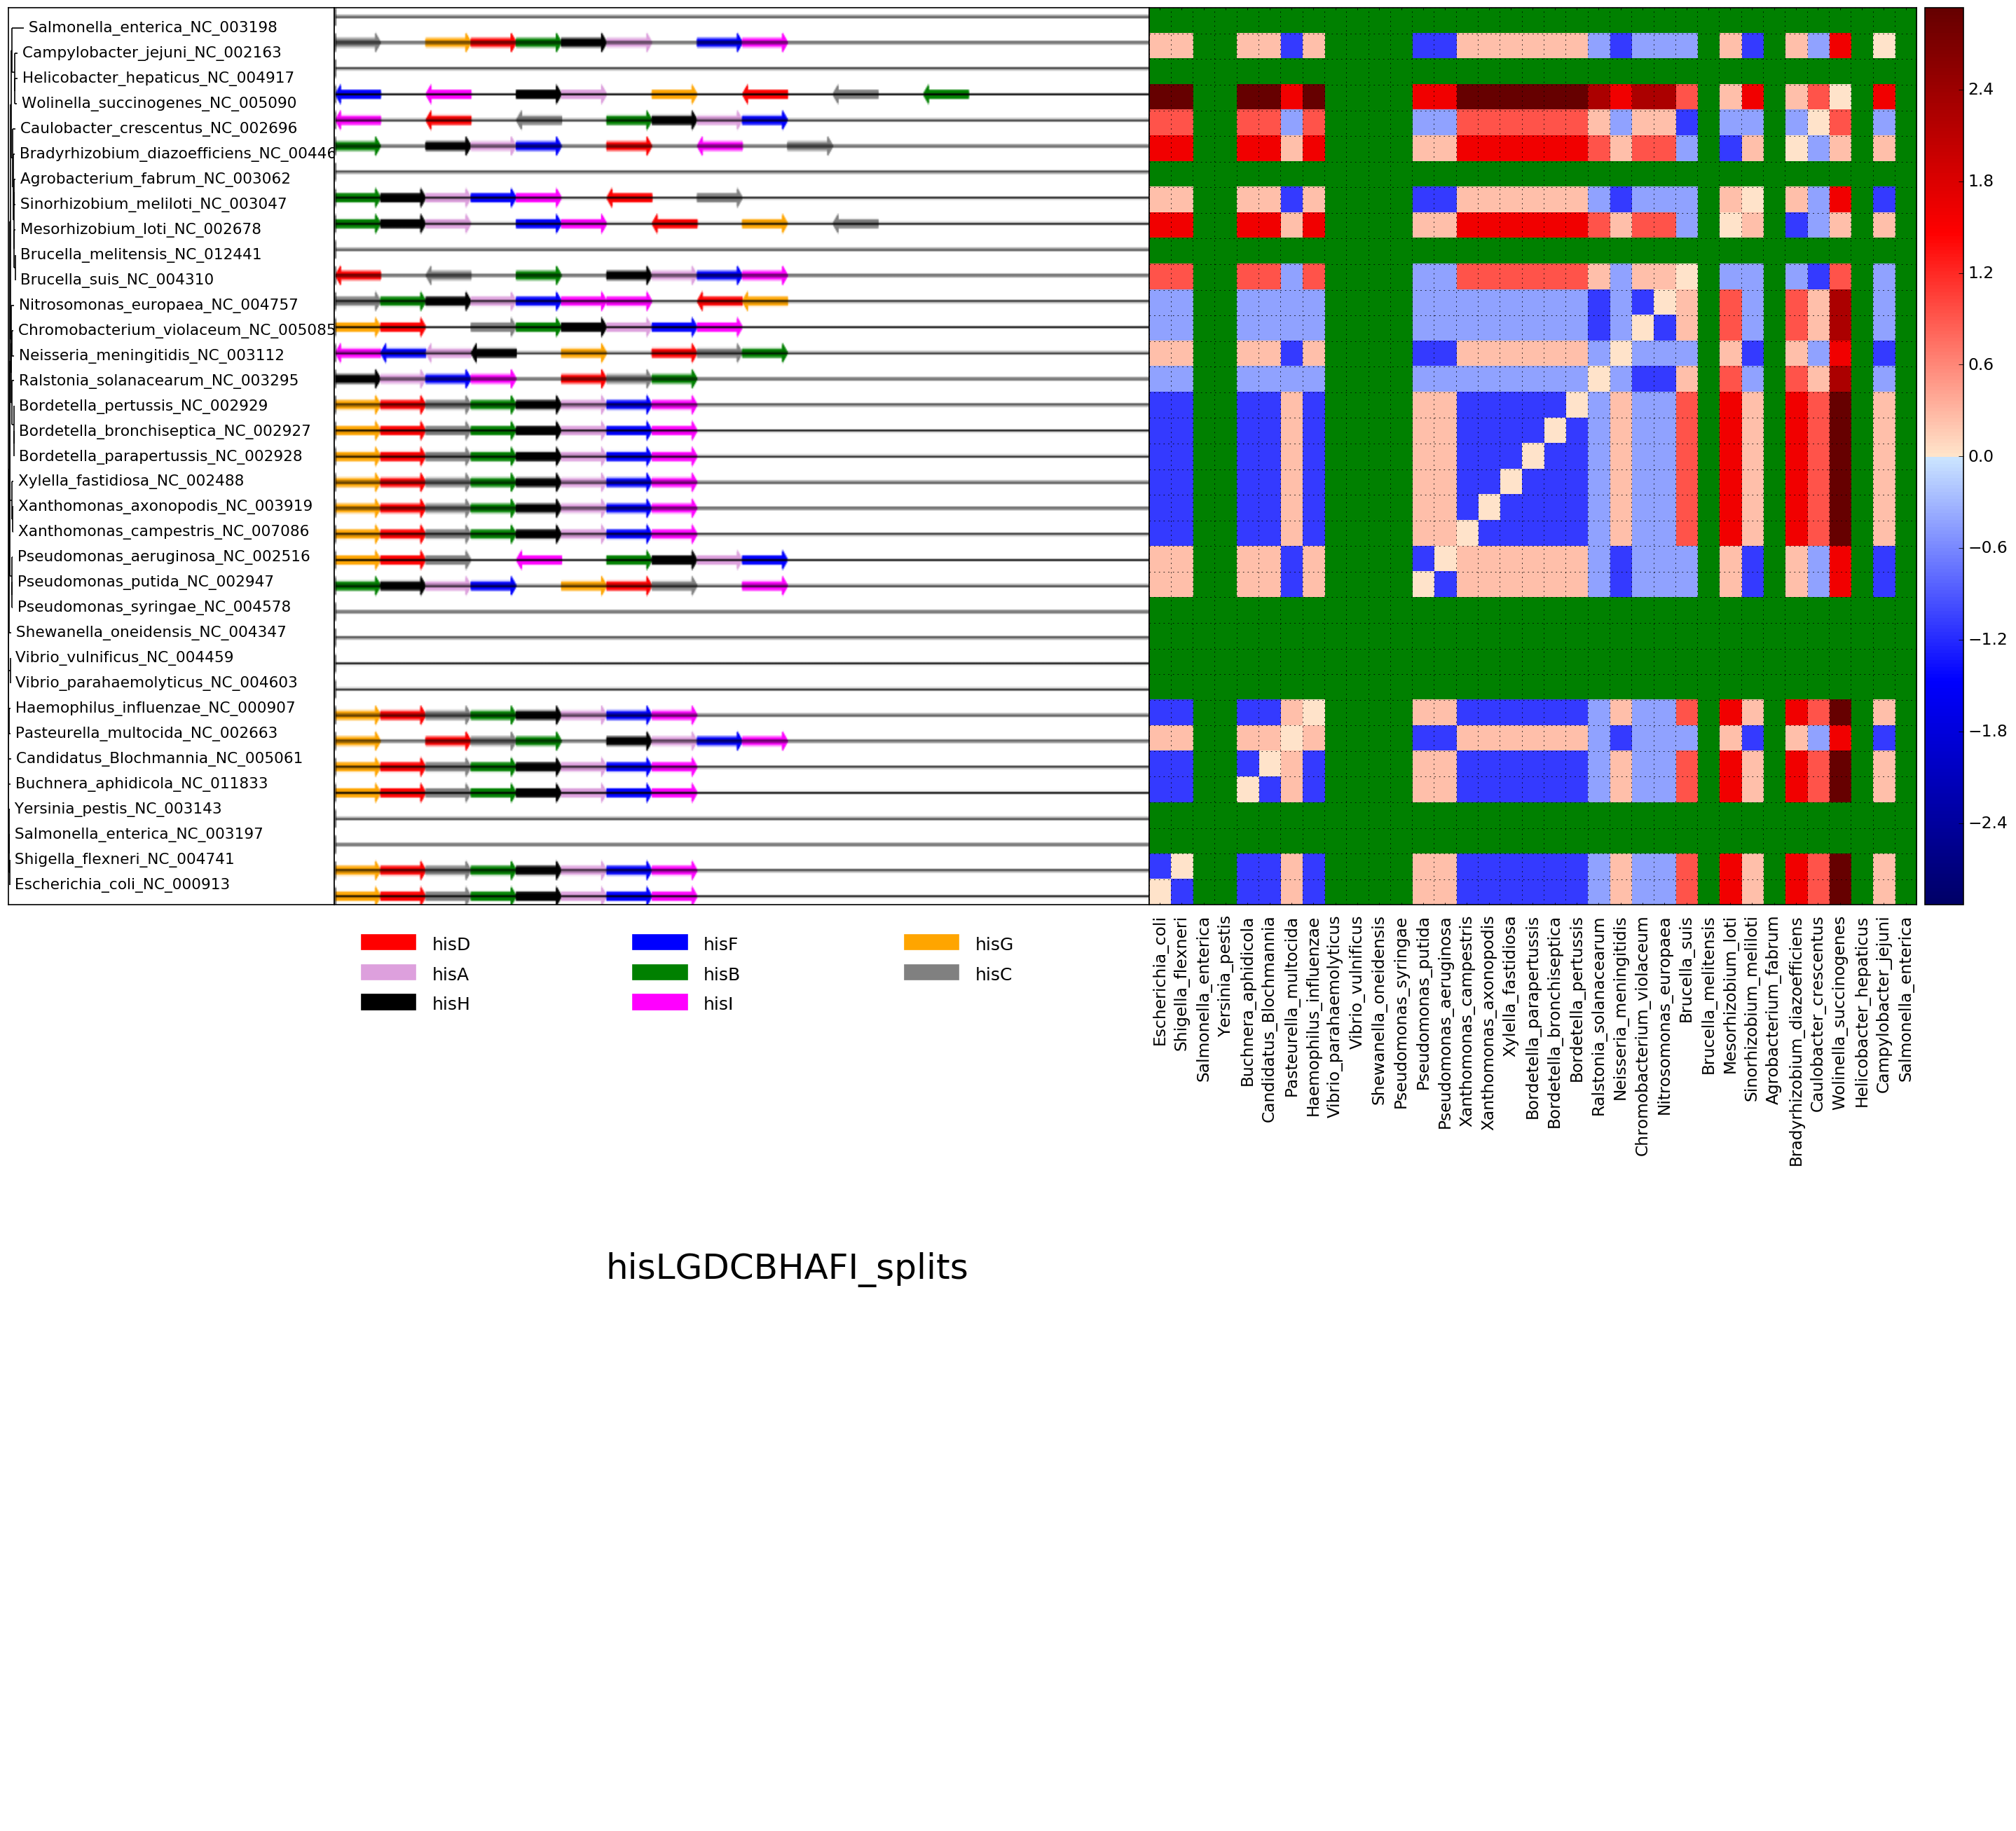 Salmonella_enterica_NC_003198
Campylobacter_jejuni_NC_002163
Helicobacter_hepaticus_NC_004917
Wolinella_succinogenes_NC_005090
Caulobacter_crescentus_NC_002696
Bradyrhizobium_diazoefficiens_NC_00446
Agrobacterium_fabrum_NC_003062
Sinorhizobium_meliloti_NC_003047
Mesorhizobium_loti_NC_002678
Brucella_melitensis_NC_012441
Brucella_suis_NC_004310
Nitrosomonas_europaea_NC_004757
Chromobacterium_violaceum_NC_005085
Neisseria_meningitidis_NC_003112
Ralstonia_solanacearum_NC_003295
Bordetella_pertussis_NC_002929
Bordetella_bronchiseptica_NC_002927
Bordetella_parapertussis_NC_002928
Xylella_fastidiosa_NC_002488
Xanthomonas_axonopodis_NC_003919
Xanthomonas_campestris_NC_007086
Pseudomonas_aeruginosa_NC_002516
Pseudomonas_putida_NC_002947
Pseudomonas_syringae_NC_004578
Shewanella_oneidensis_NC_004347
Vibrio_vulnificus_NC_004459
Vibrio_parahaemolyticus_NC_004603
Haemophilus_influenzae_NC_000907
Pasteurella_multocida_NC_002663
Candidatus_Blochmannia_NC_005061
Buchnera_aphidicola_NC_011833
Yersinia_pestis_NC_003143
Salmonella_enterica_NC_003197
Shigella_flexneri_NC_004741
Escherichia_coli_NC_000913
2.4
1.8
1.2
0.6
0.0
−0.6
−1.2
−1.8
−2.4
Escherichia_coli
Shigella_flexneri
Salmonella_enterica
Yersinia_pestis
Buchnera_aphidicola
Candidatus_Blochmannia
Pasteurella_multocida
Haemophilus_influenzae
Vibrio_parahaemolyticus
Vibrio_vulnificus
Shewanella_oneidensis
Pseudomonas_syringae
Pseudomonas_putida
Pseudomonas_aeruginosa
Xanthomonas_campestris
Xanthomonas_axonopodis
Xylella_fastidiosa
Bordetella_parapertussis
Bordetella_bronchiseptica
Bordetella_pertussis
Ralstonia_solanacearum
Neisseria_meningitidis
Chromobacterium_violaceum
Nitrosomonas_europaea
Brucella_suis
Brucella_melitensis
Mesorhizobium_loti
Sinorhizobium_meliloti
Agrobacterium_fabrum
Bradyrhizobium_diazoefficiens
Caulobacter_crescentus
Wolinella_succinogenes
Helicobacter_hepaticus
Campylobacter_jejuni
Salmonella_enterica
hisD hisF hisG
hisA hisB hisC
hisH hisI
hisLGDCBHAFI_splits